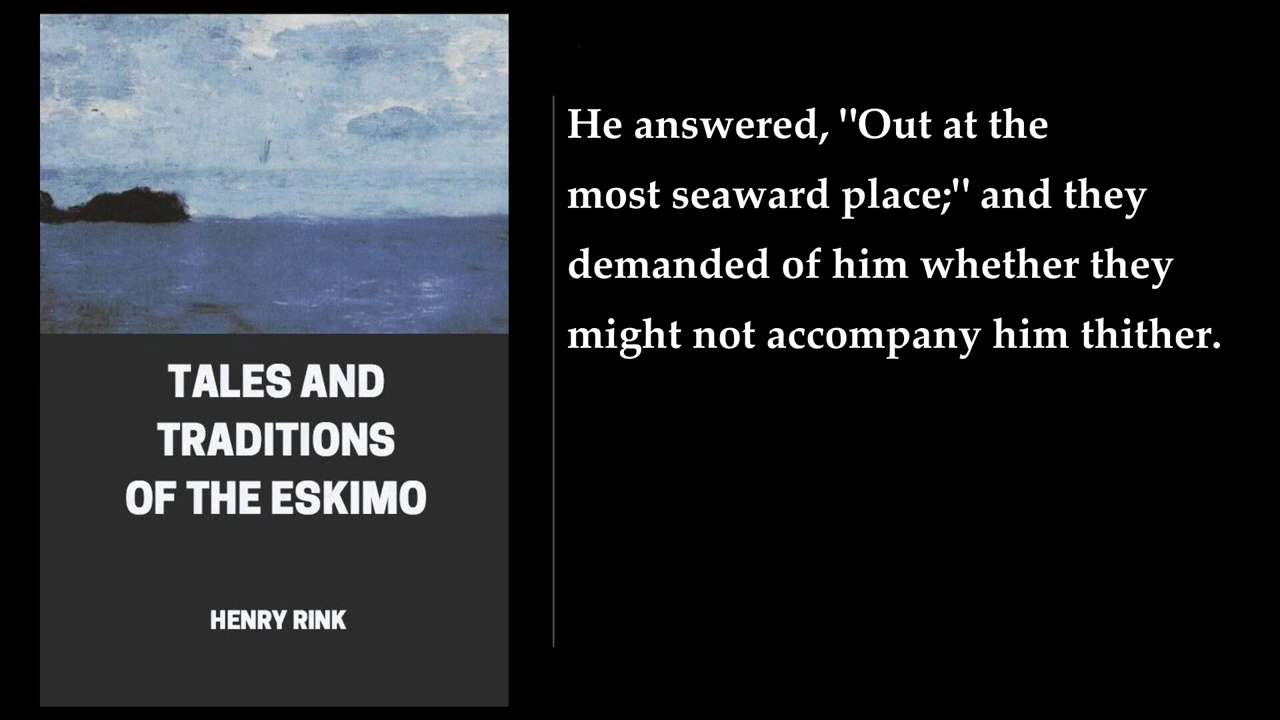 TALES AND
TRADITIONS
OF THE ESKIMO
HENRY RINK
He answered, "Out at the
most seaward place;" and they
demanded of him whether they
might not accompany him thither.